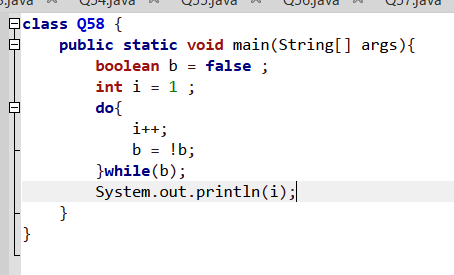 Q54.java Q55.java Q56.java Q57.java
class Q58 {
    public static void main(String[] args){
        boolean b = false ;
        int i = 1 ;
        do{
            i++;
            b = !b;
        }while(b);
        System.out.println(i);
    }
}